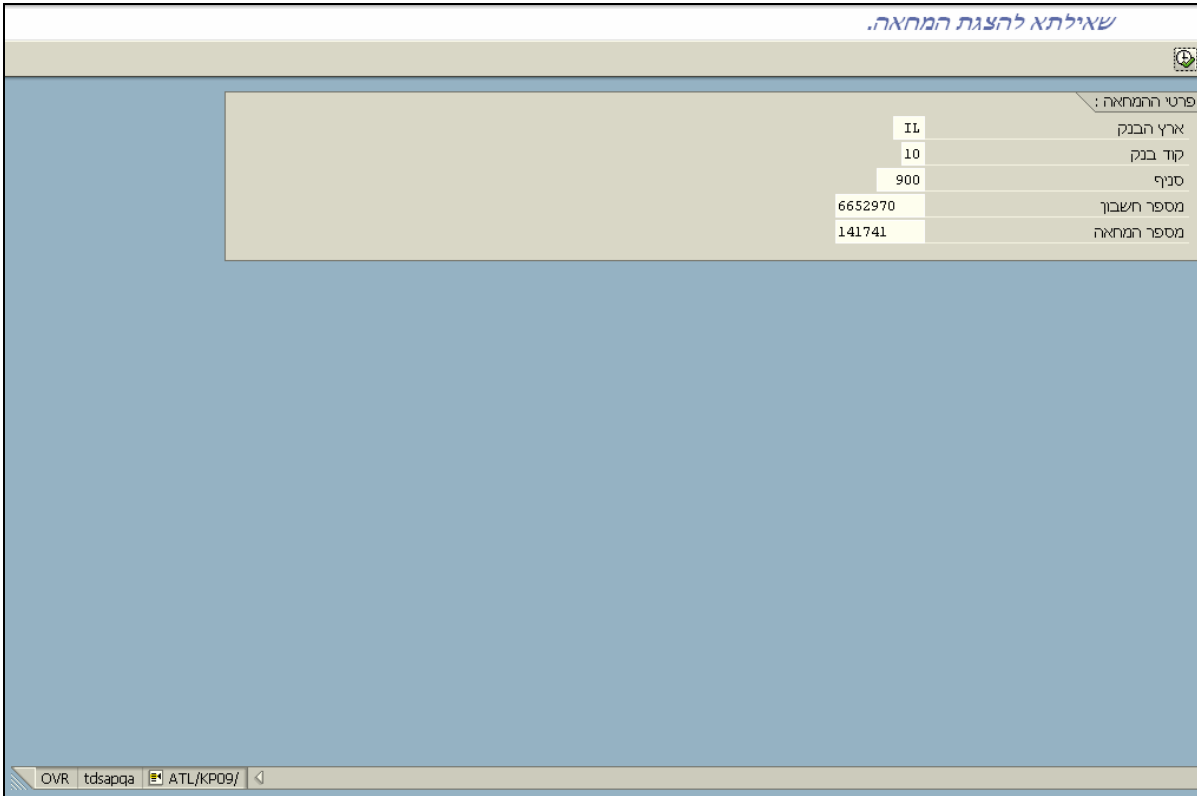 שאילתא להצגת המחאה.
פרטי ההמחאה :
ארץ הבנק IL
קוד בנק 10
סניף 900
מספר חשבון 6652970
מספר המחאה 141741
OVR tdsapqa ATL/KP09/